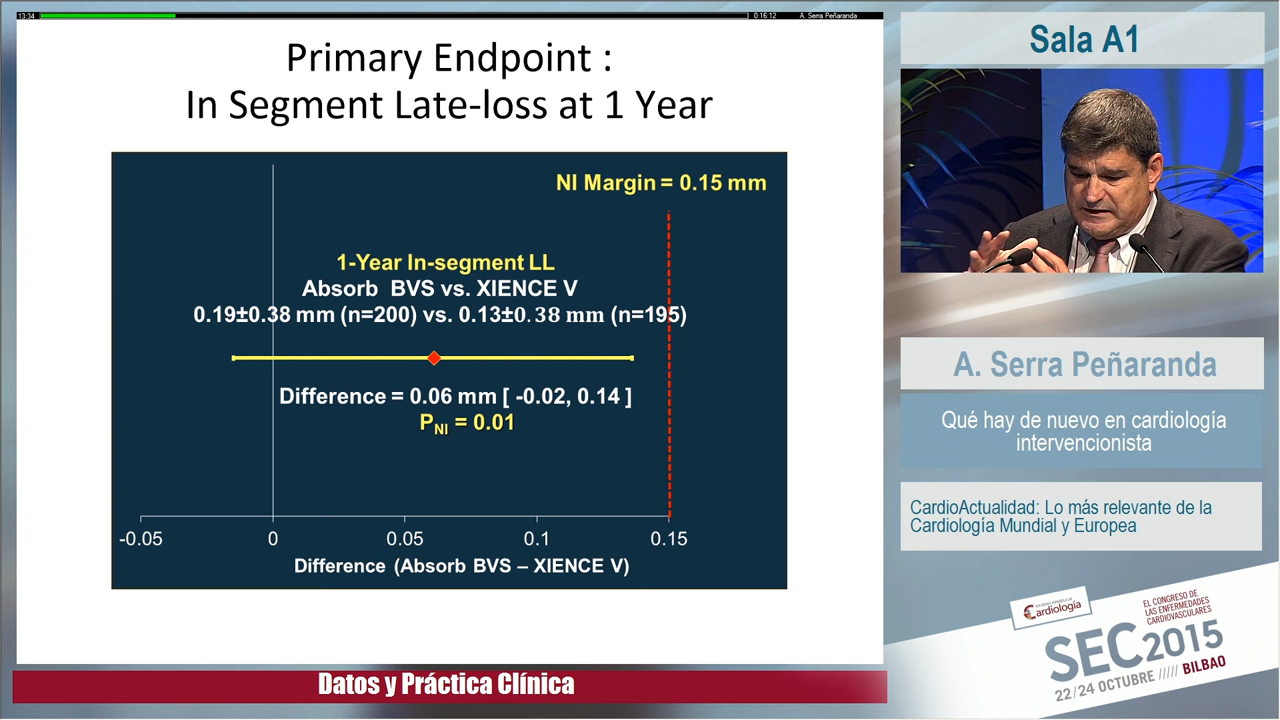 13:34
0:16:12
A. Serra Peñaranda
Primary Endpoint :
In Segment Late-loss at 1 Year
NI Margin = 0.15 mm
1-Year In-segment LL
Absorb BVS vs. XIENCE V
0.19±0.38 mm (n=200) vs. 0.13±0.38 mm (n=195)
Difference = 0.06 mm [ -0.02, 0.14 ]
PNI = 0.01
-0.05 0 0.05 0.1 0.15
Difference (Absorb BVS – XIENCE V)
Datos y Práctica Clínica
Sala A1
A. Serra Peñaranda
Qué hay de nuevo en cardiología
intervencionista
CardioActualidad: Lo más relevante de la
Cardiología Mundial y Europea
SOCIEDAD ESPAÑOLA DE
Cardiología
EL CONGRESO DE
LAS ENFERMEDADES
CARDIOVASCULARES
SEC2015
22/24 OCTUBRE ///// BILBAO